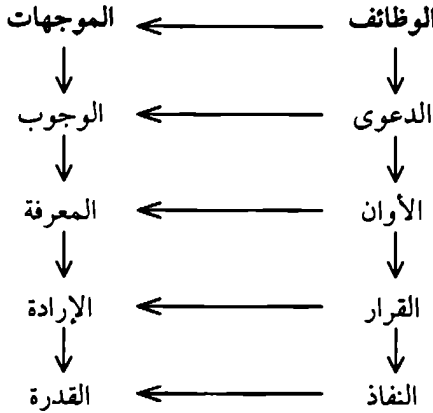 الوظائف الموجهات
الدعوى الوجوب
الأوان المعرفة
القرار الإرادة
النفاذ القدرة